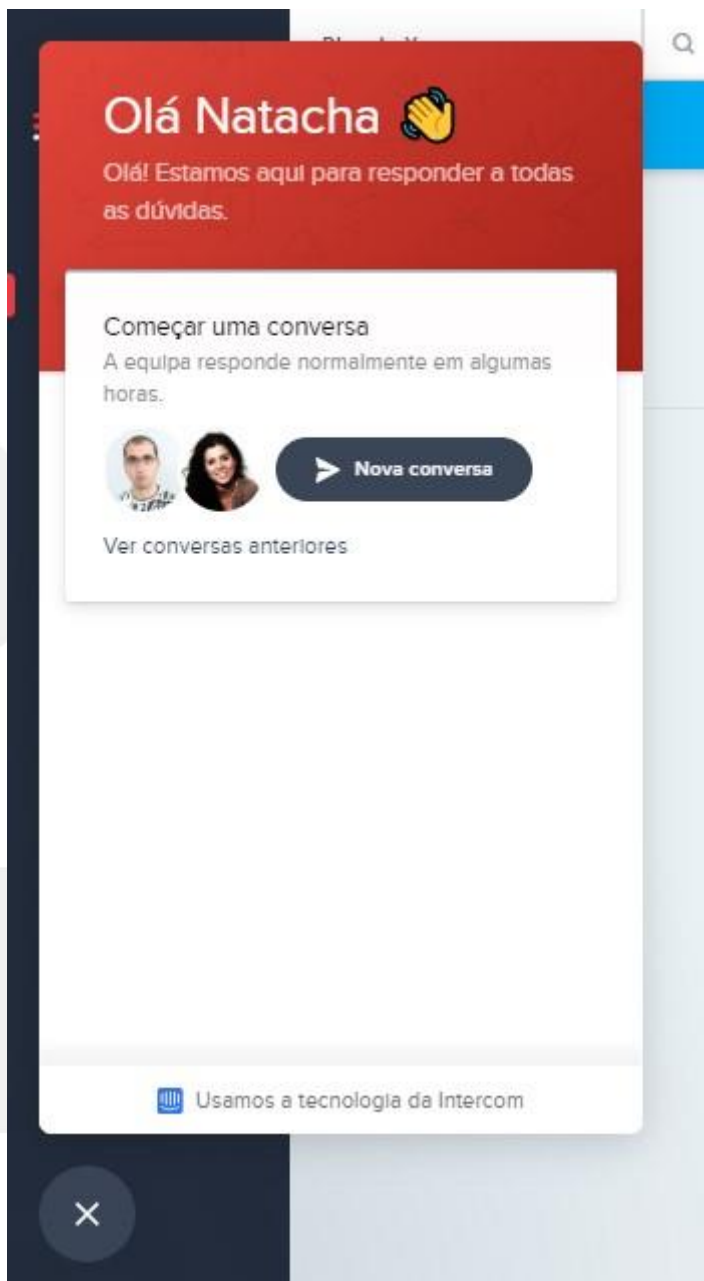 Olá Natacha 👋
Olá! Estamos aqui para responder a todas
as dúvidas.
Começar uma conversa
A equipa responde normalmente em algumas
horas.
Nova conversa
Ver conversas anteriores
Usamos a tecnologia da Intercom